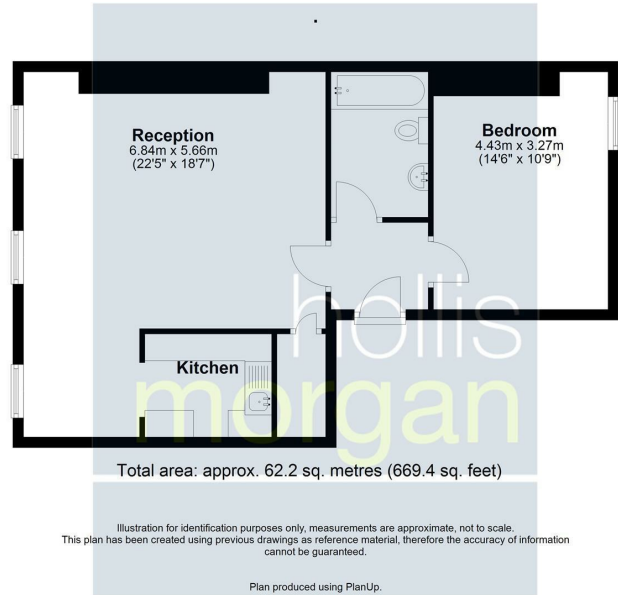 Reception
6.84m x 5.66m
(22'5" x 18'7")
Bedroom
4.43m x 3.27m
(14'6" x 10'9")
hollis
Kitchen
morgan
Total area: approx. 62.2 sq. metres (669.4 sq. feet)
Illustration for identification purposes only, measurements are approximate, not to scale.
This plan has been created using previous drawings as reference material, therefore the accuracy of information
cannot be guaranteed.
Plan produced using PlanUp.